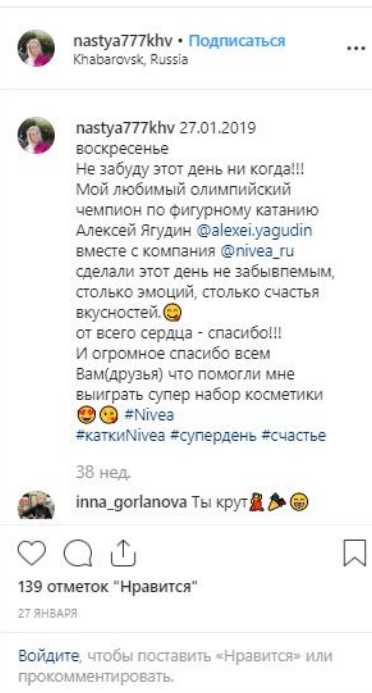 nastya777khv • Подписаться
Khabarovsk, Russia
nastya777khv 27.01.2019
воскресенье
Не забуду этот день ни когда!!!
Мой любимый олимпийский
чемпион по фигурному катанию
Алексей Ягудин @alexei.yagudin
вместе с компания @nivea_ru
сделали этот день не забывпемым,
столько эмоций, столько счастья
вкусностей.😋
от всего сердца - спасибо!!!
И огромное спасибо всем
Вам(друзья) что помогли мне
выиграть супер набор косметики
😍😘 #Nivea
#каткиNivea #супердень #счастье
38 нед.
inna_gorlanova Ты крут💃🎉😁
139 отметок "Нравится"
27 ЯНВАРЯ
Войдите, чтобы поставить «Нравится» или
прокомментировать.